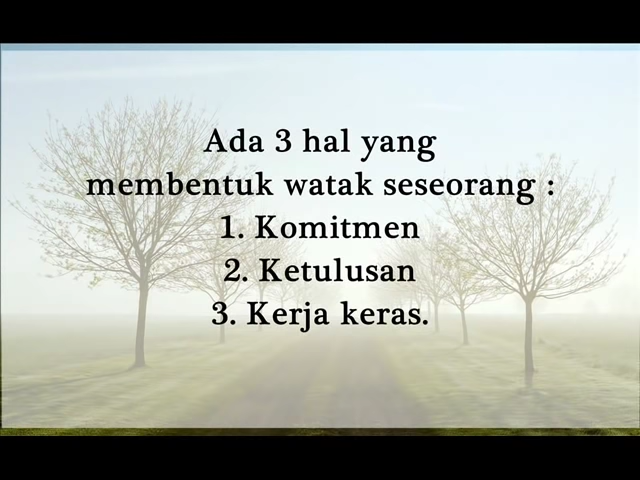 Ada 3 hal yang
membentuk watak seseorang :
1. Komitmen
2. Ketulusan
3. Kerja keras.